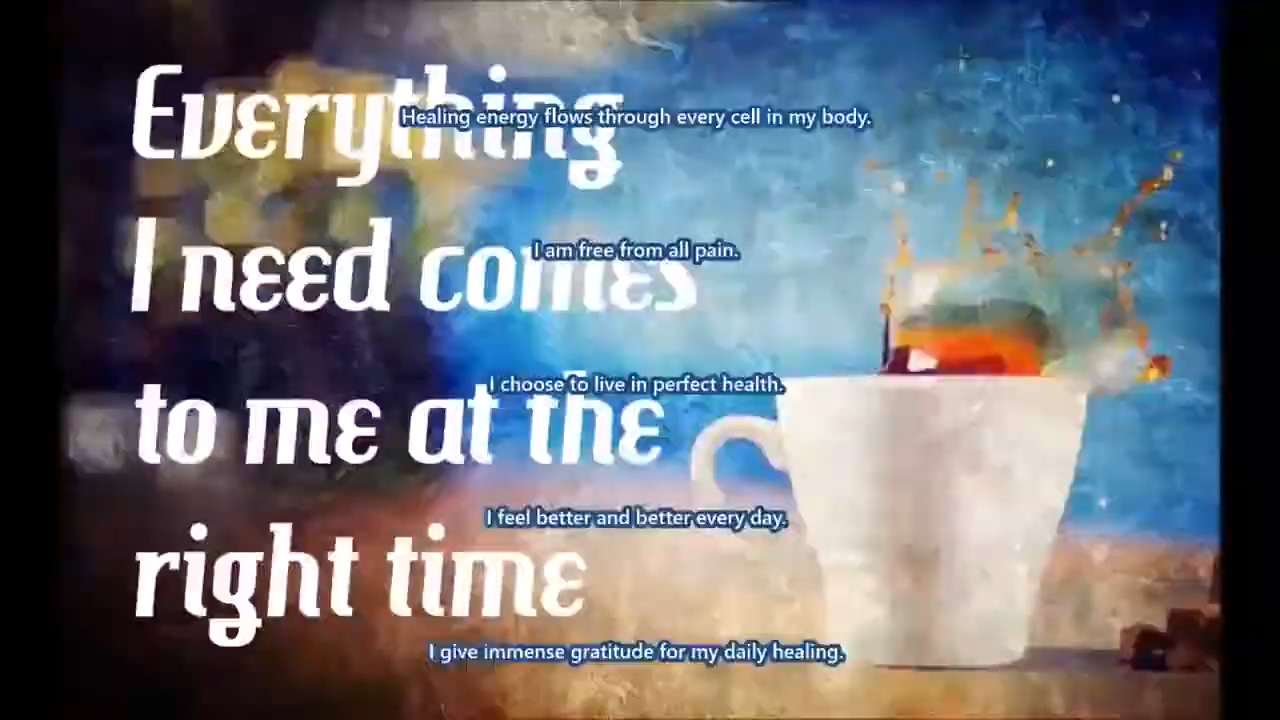 Everything
Healing energy flows through every cell in my body.
I need comes
I am free from all pain.
I choose to live in perfect health.
to me at the
I feel better and better every day.
right time
I give immense gratitude for my daily healing.